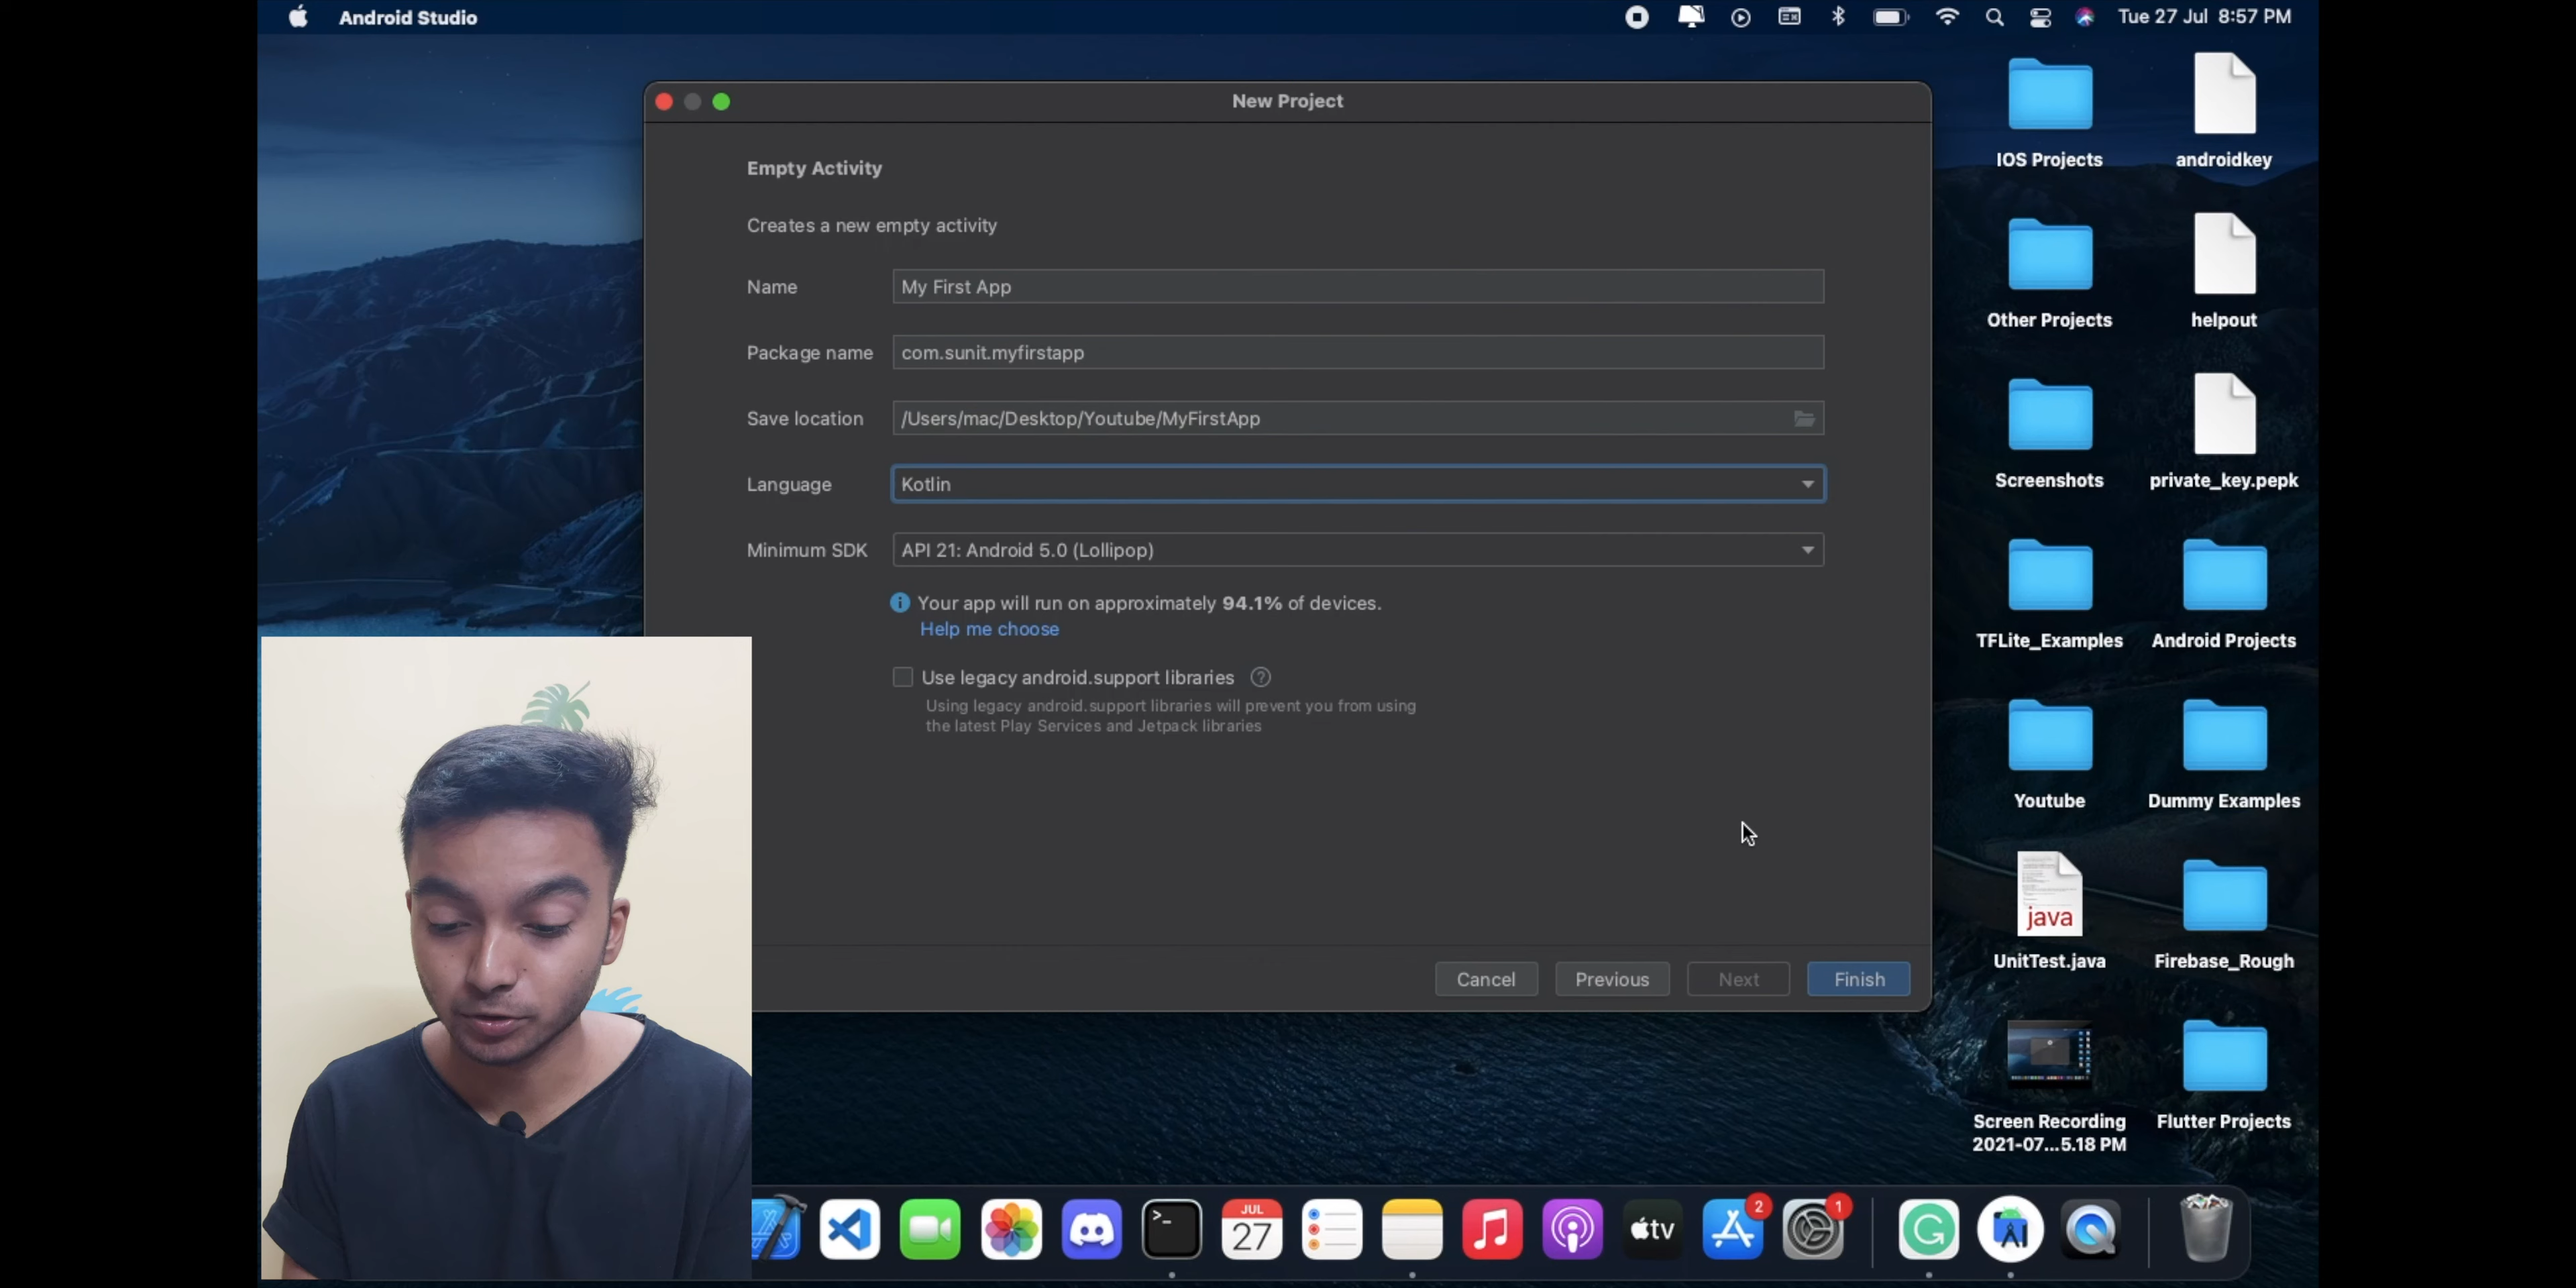 Android Studio
Tue 27 Jul 8:57 PM
New Project
Empty Activity
Creates a new empty activity
Name
My First App
Package name
com.sunit.myfirstapp
Save location
/Users/mac/Desktop/Youtube/MyFirstApp
Language
Kotlin
Minimum SDK
API 21: Android 5.0 (Lollipop)
Your app will run on approximately 94.1% of devices.
Help me choose
Use legacy android.support libraries
Using legacy android.support libraries will prevent you from using
the latest Play Services and Jetpack libraries
Cancel
Previous
Next
Finish
IOS Projects
androidkey
Other Projects
helpout
Screenshots
private_key.pepk
TFLite_Examples
Android Projects
Youtube
Dummy Examples
java
UnitTest.java
Firebase_Rough
Screen Recording
2021-07...5.18 PM
Flutter Projects
JUL
27
tv
2
1